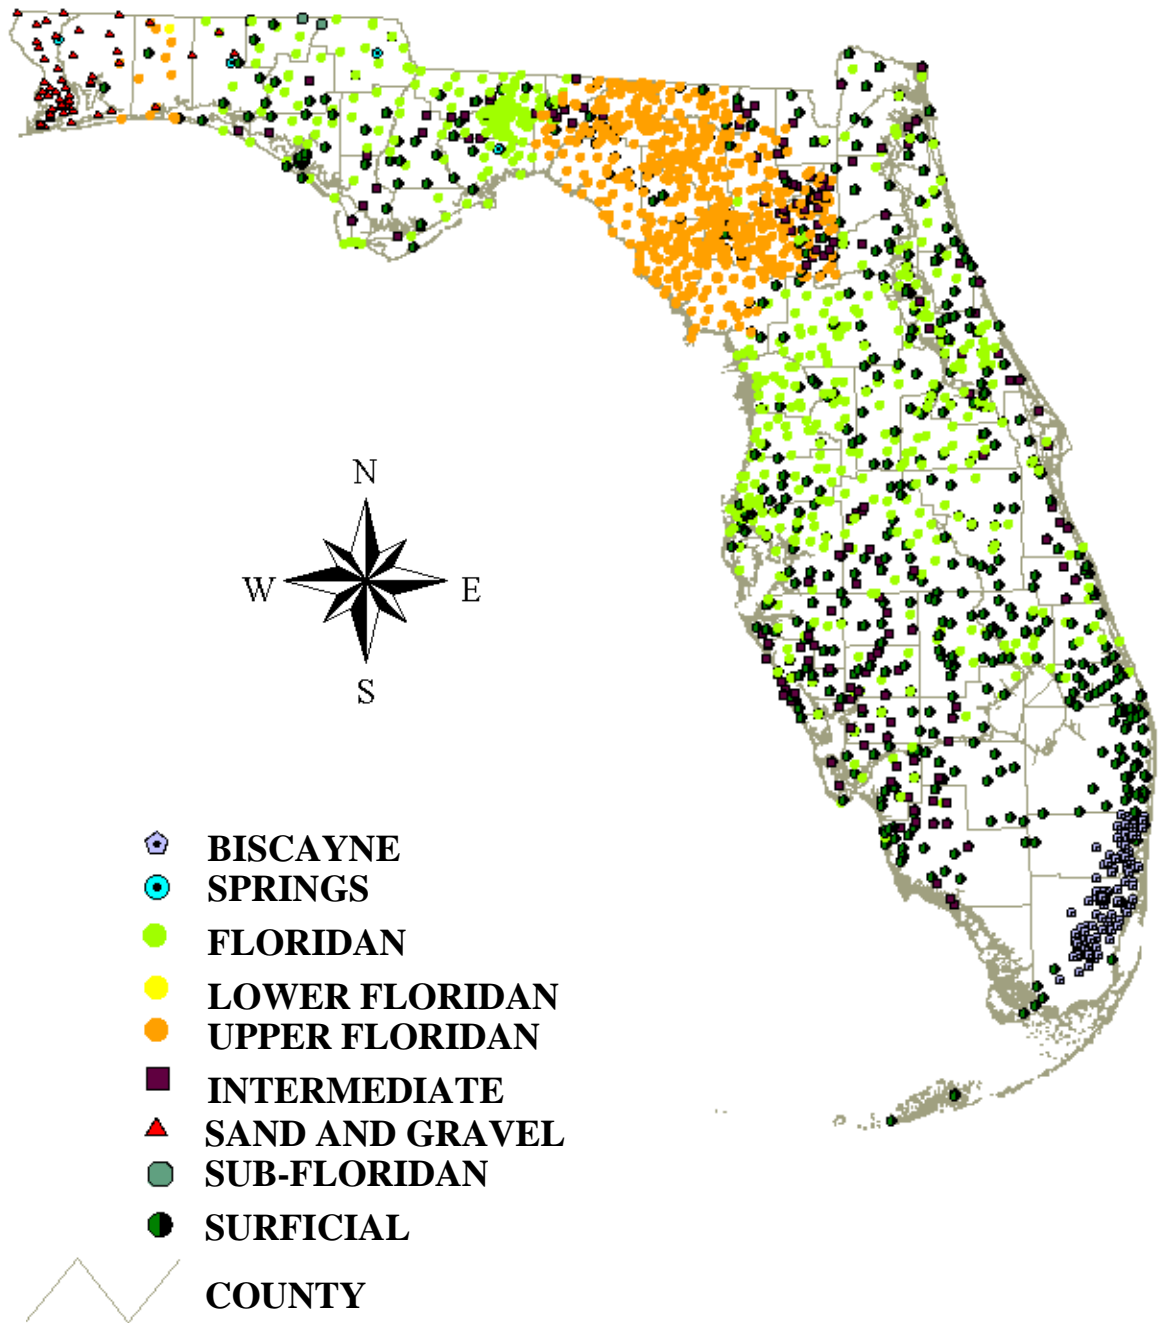 N
W E
S
BISCAYNE
SPRINGS
FLORIDAN
LOWER FLORIDAN
UPPER FLORIDAN
INTERMEDIATE
SAND AND GRAVEL
SUB-FLORIDAN
SURFICIAL
COUNTY